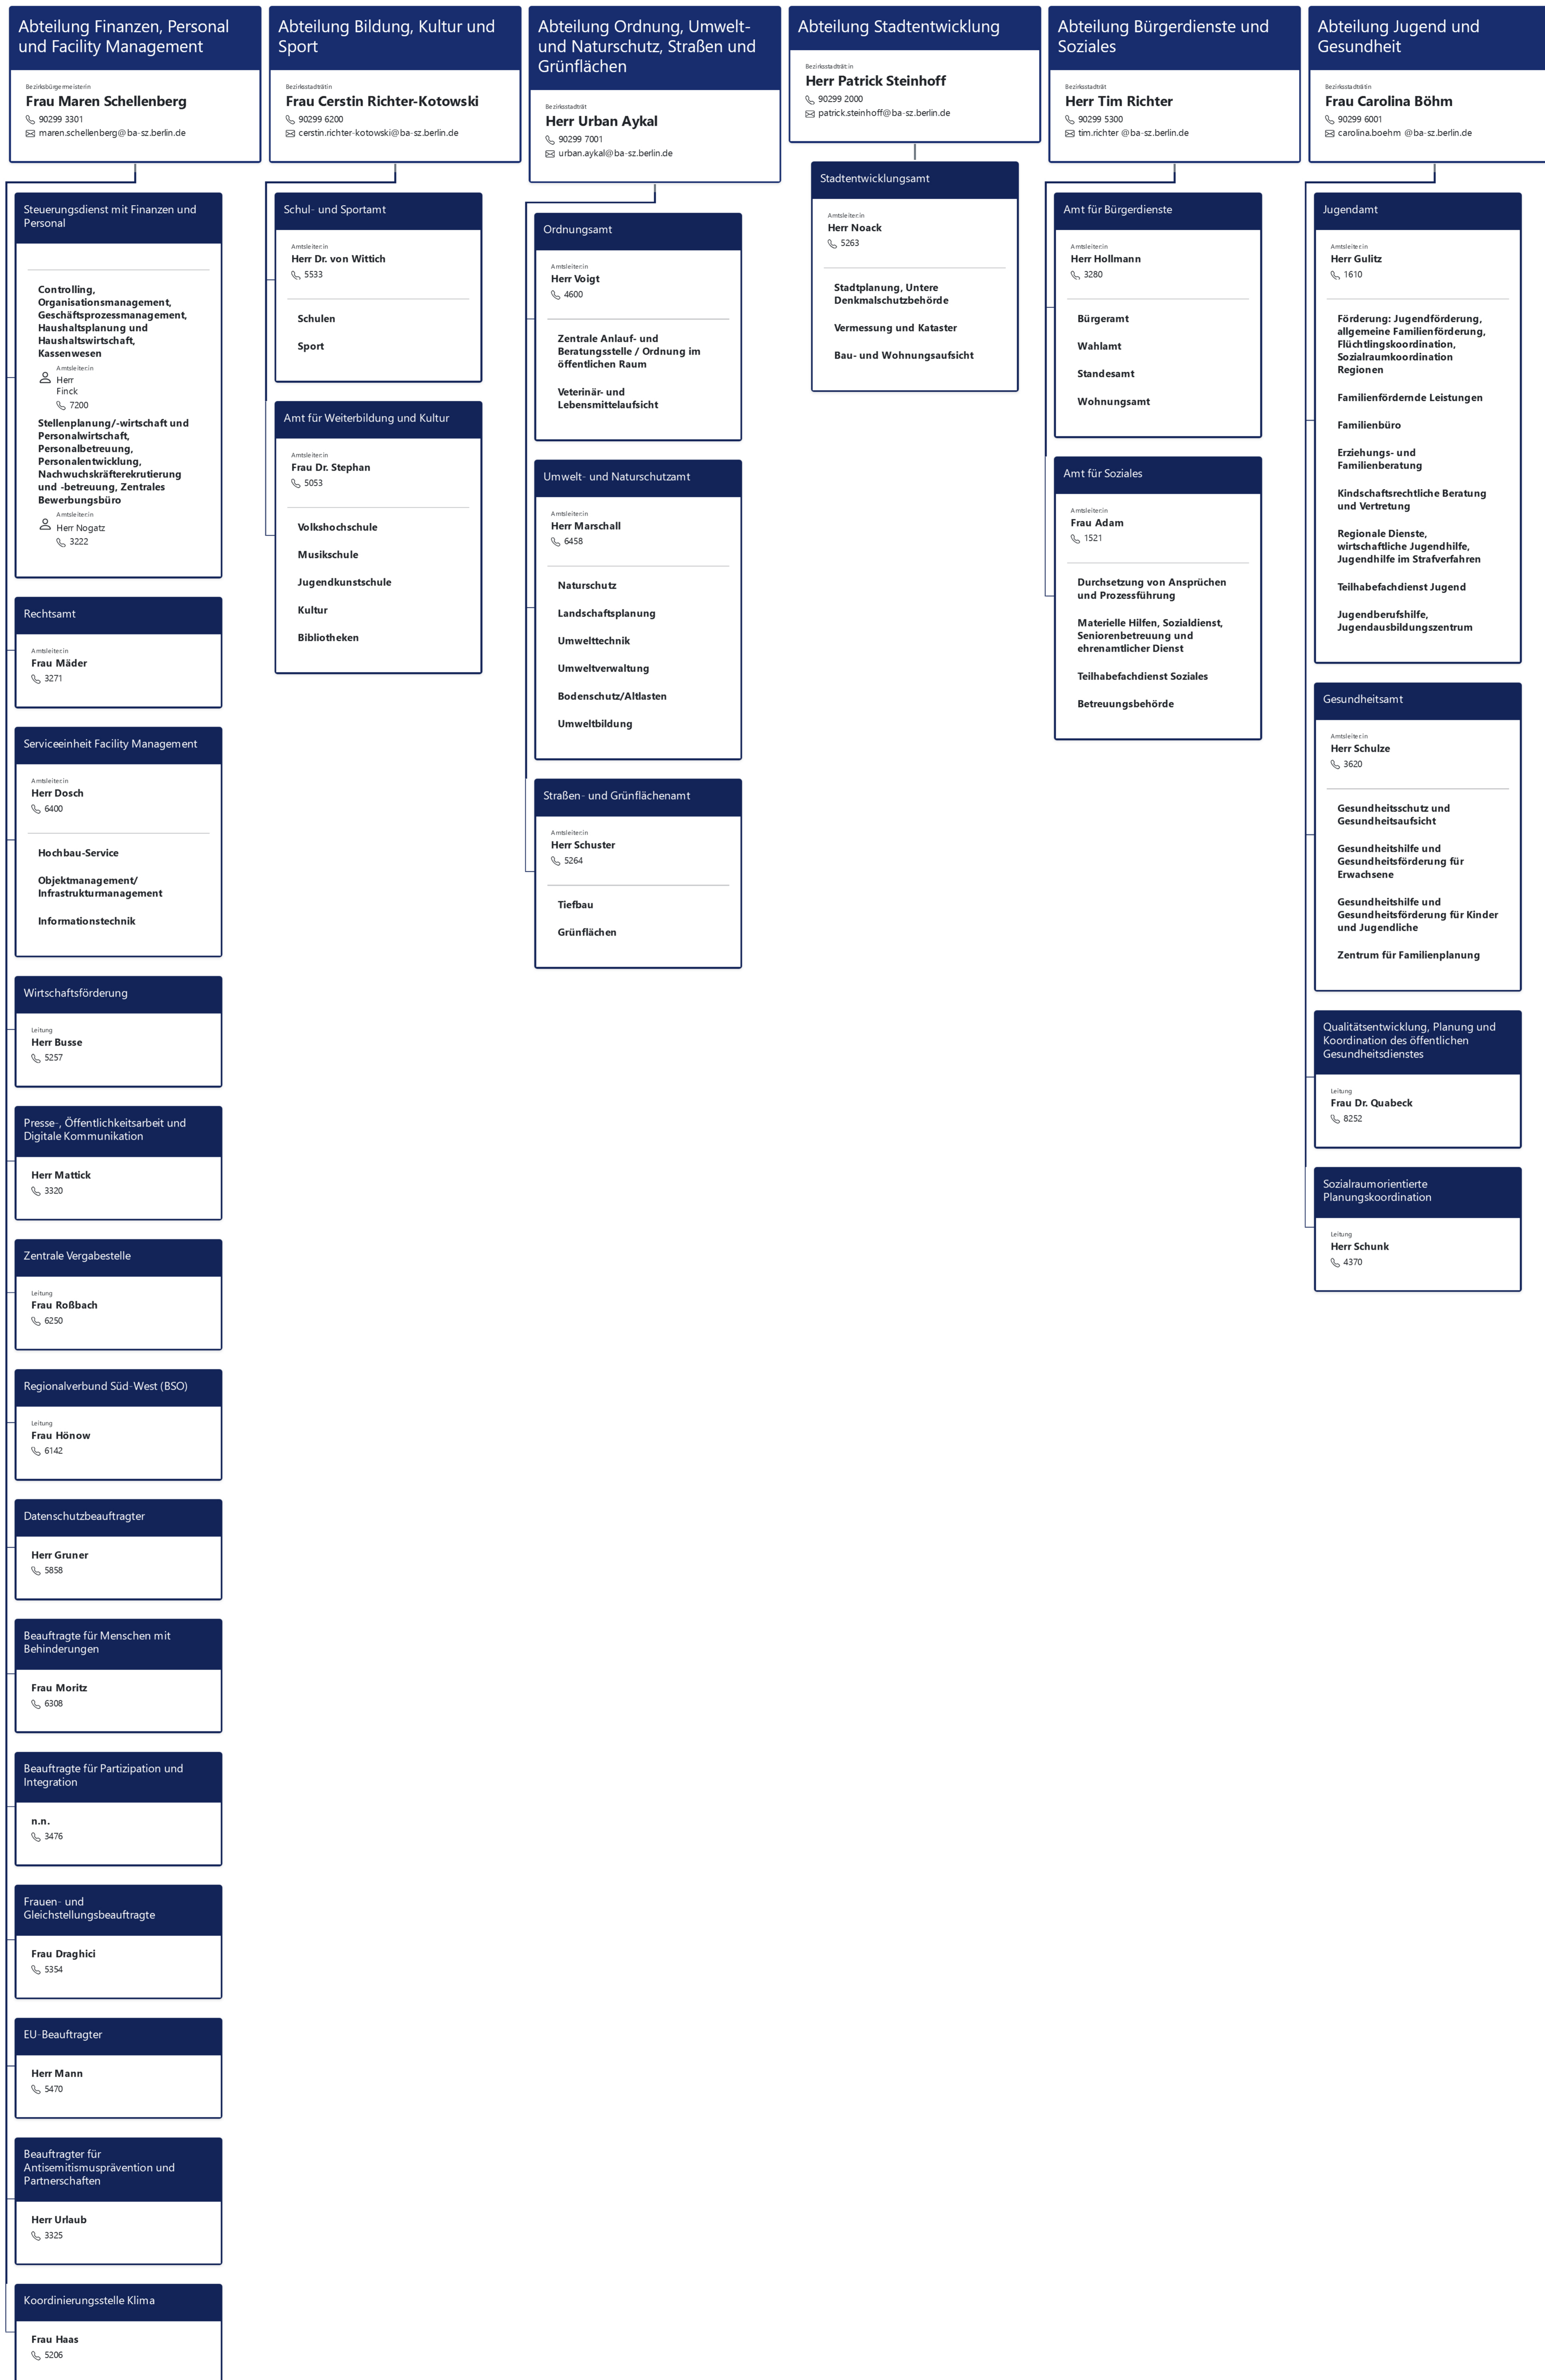 Abteilung Finanzen, Personal
und Facility Management
Bezirksbürgermeisterin
Frau Maren Schellenberg
90299 3301
maren.schellenberg@ba-sz.berlin.de
Steuerungsdienst mit Finanzen und
Personal
Controlling,
Organisationsmanagement,
Geschäftsprozessmanagement,
Haushaltsplanung und
Haushaltswirtschaft,
Kassenwesen
Amtsleiter:in
Herr
Finck
7200
Stellenplanung/-wirtschaft und
Personalwirtschaft,
Personalbetreuung,
Personalentwicklung,
Nachwuchskräfterekrutierung
und -betreuung, Zentrales
Bewerbungsbüro
Amtsleiter:in
Herr Nogatz
3222
Rechtsamt
Amtsleiter:in
Frau Mäder
3271
Serviceeinheit Facility Management
Amtsleiter:in
Herr Dosch
6400
Hochbau-Service
Objektmanagement/
Infrastrukturmanagement
Informationstechnik
Wirtschaftsförderung
Leitung
Herr Busse
5257
Presse-, Öffentlichkeitsarbeit und
Digitale Kommunikation
Herr Mattick
3320
Zentrale Vergabestelle
Leitung
Frau Roßbach
6250
Regionalverbund Süd-West (BSO)
Leitung
Frau Hönow
6142
Datenschutzbeauftragter
Herr Gruner
5858
Beauftragte für Menschen mit
Behinderungen
Frau Moritz
6308
Beauftragte für Partizipation und
Integration
n.n.
3476
Frauen- und
Gleichstellungsbeauftragte
Frau Draghici
5354
EU-Beauftragter
Herr Mann
5470
Beauftragter für
Antisemitismusprävention und
Partnerschaften
Herr Urlaub
3325
Koordinierungsstelle Klima
Frau Haas
5206
Abteilung Bildung, Kultur und
Sport
Bezirksstadträtin
Frau Cerstin Richter-Kotowski
90299 6200
cerstin.richter-kotowski@ba-sz.berlin.de
Schul- und Sportamt
Amtsleiter:in
Herr Dr. von Wittich
5533
Schulen
Sport
Amt für Weiterbildung und Kultur
Amtsleiter:in
Frau Dr. Stephan
5053
Volkshochschule
Musikschule
Jugendkunstschule
Kultur
Bibliotheken
Abteilung Ordnung, Umwelt-
und Naturschutz, Straßen und
Grünflächen
Bezirksstadtrat
Herr Urban Aykal
90299 7001
urban.aykal@ba-sz.berlin.de
Ordnungsamt
Amtsleiter:in
Herr Voigt
4600
Zentrale Anlauf- und
Beratungsstelle / Ordnung im
öffentlichen Raum
Veterinär- und
Lebensmittelaufsicht
Umwelt- und Naturschutzamt
Amtsleiter:in
Herr Marschall
6458
Naturschutz
Landschaftsplanung
Umwelttechnik
Umweltverwaltung
Bodenschutz/Altlasten
Umweltbildung
Straßen- und Grünflächenamt
Amtsleiter:in
Herr Schuster
5264
Tiefbau
Grünflächen
Abteilung Stadtentwicklung
Bezirksstadträt:in
Herr Patrick Steinhoff
90299 2000
patrick.steinhoff@ba-sz.berlin.de
Stadtentwicklungsamt
Amtsleiter:in
Herr Noack
5263
Stadtplanung, Untere
Denkmalschutzbehörde
Vermessung und Kataster
Bau- und Wohnungsaufsicht
Abteilung Bürgerdienste und
Soziales
Bezirksstadtrat
Herr Tim Richter
90299 5300
tim.richter @ba-sz.berlin.de
Amt für Bürgerdienste
Amtsleiter:in
Herr Hollmann
3280
Bürgeramt
Wahlamt
Standesamt
Wohnungsamt
Amt für Soziales
Amtsleiter:in
Frau Adam
1521
Durchsetzung von Ansprüchen
und Prozessführung
Materielle Hilfen, Sozialdienst,
Seniorenbetreuung und
ehrenamtlicher Dienst
Teilhabefachdienst Soziales
Betreuungsbehörde
Abteilung Jugend und
Gesundheit
Bezirksstadträtin
Frau Carolina Böhm
90299 6001
carolina.boehm @ba-sz.berlin.de
Jugendamt
Amtsleiter:in
Herr Gulitz
1610
Förderung: Jugendförderung,
allgemeine Familienförderung,
Flüchtlingskoordination,
Sozialraumkoordination
Regionen
Familienfördernde Leistungen
Familienbüro
Erziehungs- und
Familienberatung
Kindschaftsrechtliche Beratung
und Vertretung
Regionale Dienste,
wirtschaftliche Jugendhilfe,
Jugendhilfe im Strafverfahren
Teilhabefachdienst Jugend
Jugendberufshilfe,
Jugendausbildungszentrum
Gesundheitsamt
Amtsleiter:in
Herr Schulze
3620
Gesundheitsschutz und
Gesundheitsaufsicht
Gesundheitshilfe und
Gesundheitsförderung für
Erwachsene
Gesundheitshilfe und
Gesundheitsförderung für Kinder
und Jugendliche
Zentrum für Familienplanung
Qualitätsentwicklung, Planung und
Koordination des öffentlichen
Gesundheitsdienstes
Leitung
Frau Dr. Quabeck
8252
Sozialraumorientierte
Planungskoordination
Leitung
Herr Schunk
4370